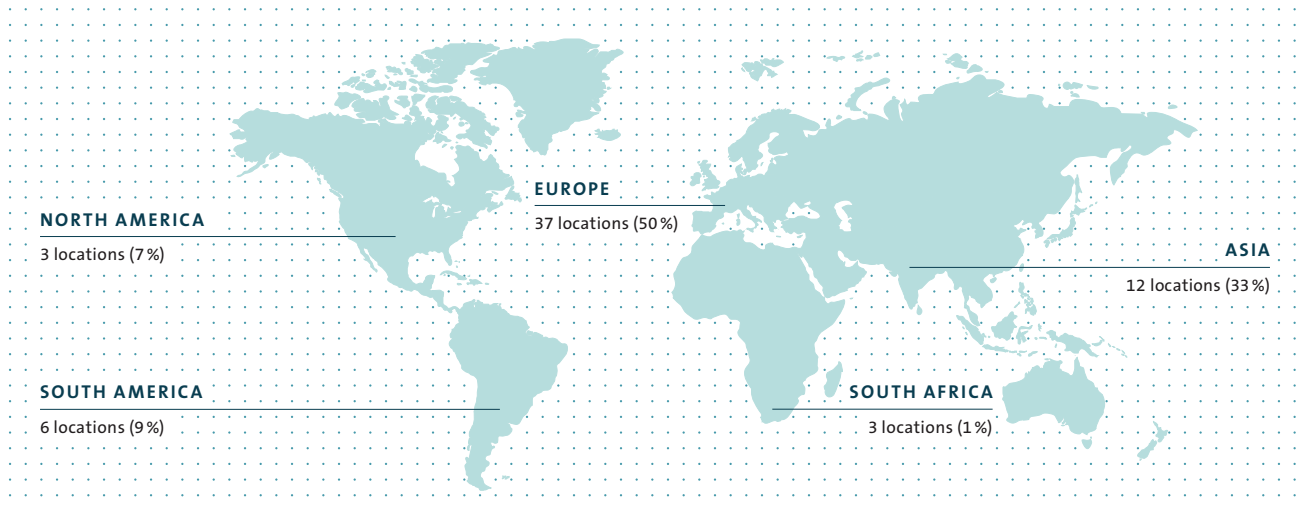 EUROPE
37 locations (50 %)
NORTH AMERICA
3 locations (7 %)
ASIA
12 locations (33 %)
SOUTH AMERICA
6 locations (9 %)
SOUTH AFRICA
3 locations (1 %)